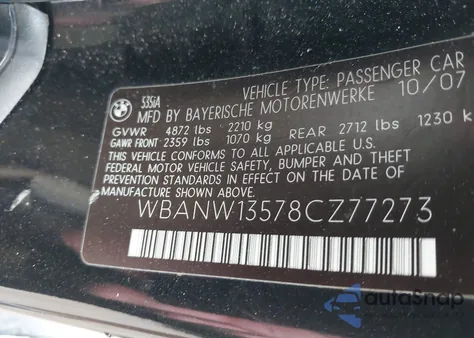 VEHICLE TYPE: PASSENGER CAR
535iA
MFD BY BAYERISCHE MOTORENWERKE 10/07
GVWR 4872 lbs 2210 kg
GAWR FRONT 2359 lbs 1070 kg REAR 2712 lbs 1230 k
THIS VEHICLE CONFORMS TO ALL APPLICABLE U.S.
FEDERAL MOTOR VEHICLE SAFETY, BUMPER AND THEFT
PREVENTION STANDARDS IN EFFECT ON THE DATE OF
MANUFACTURE SHOWN ABOVE.
WBANW13578CZ77273
autoSnap